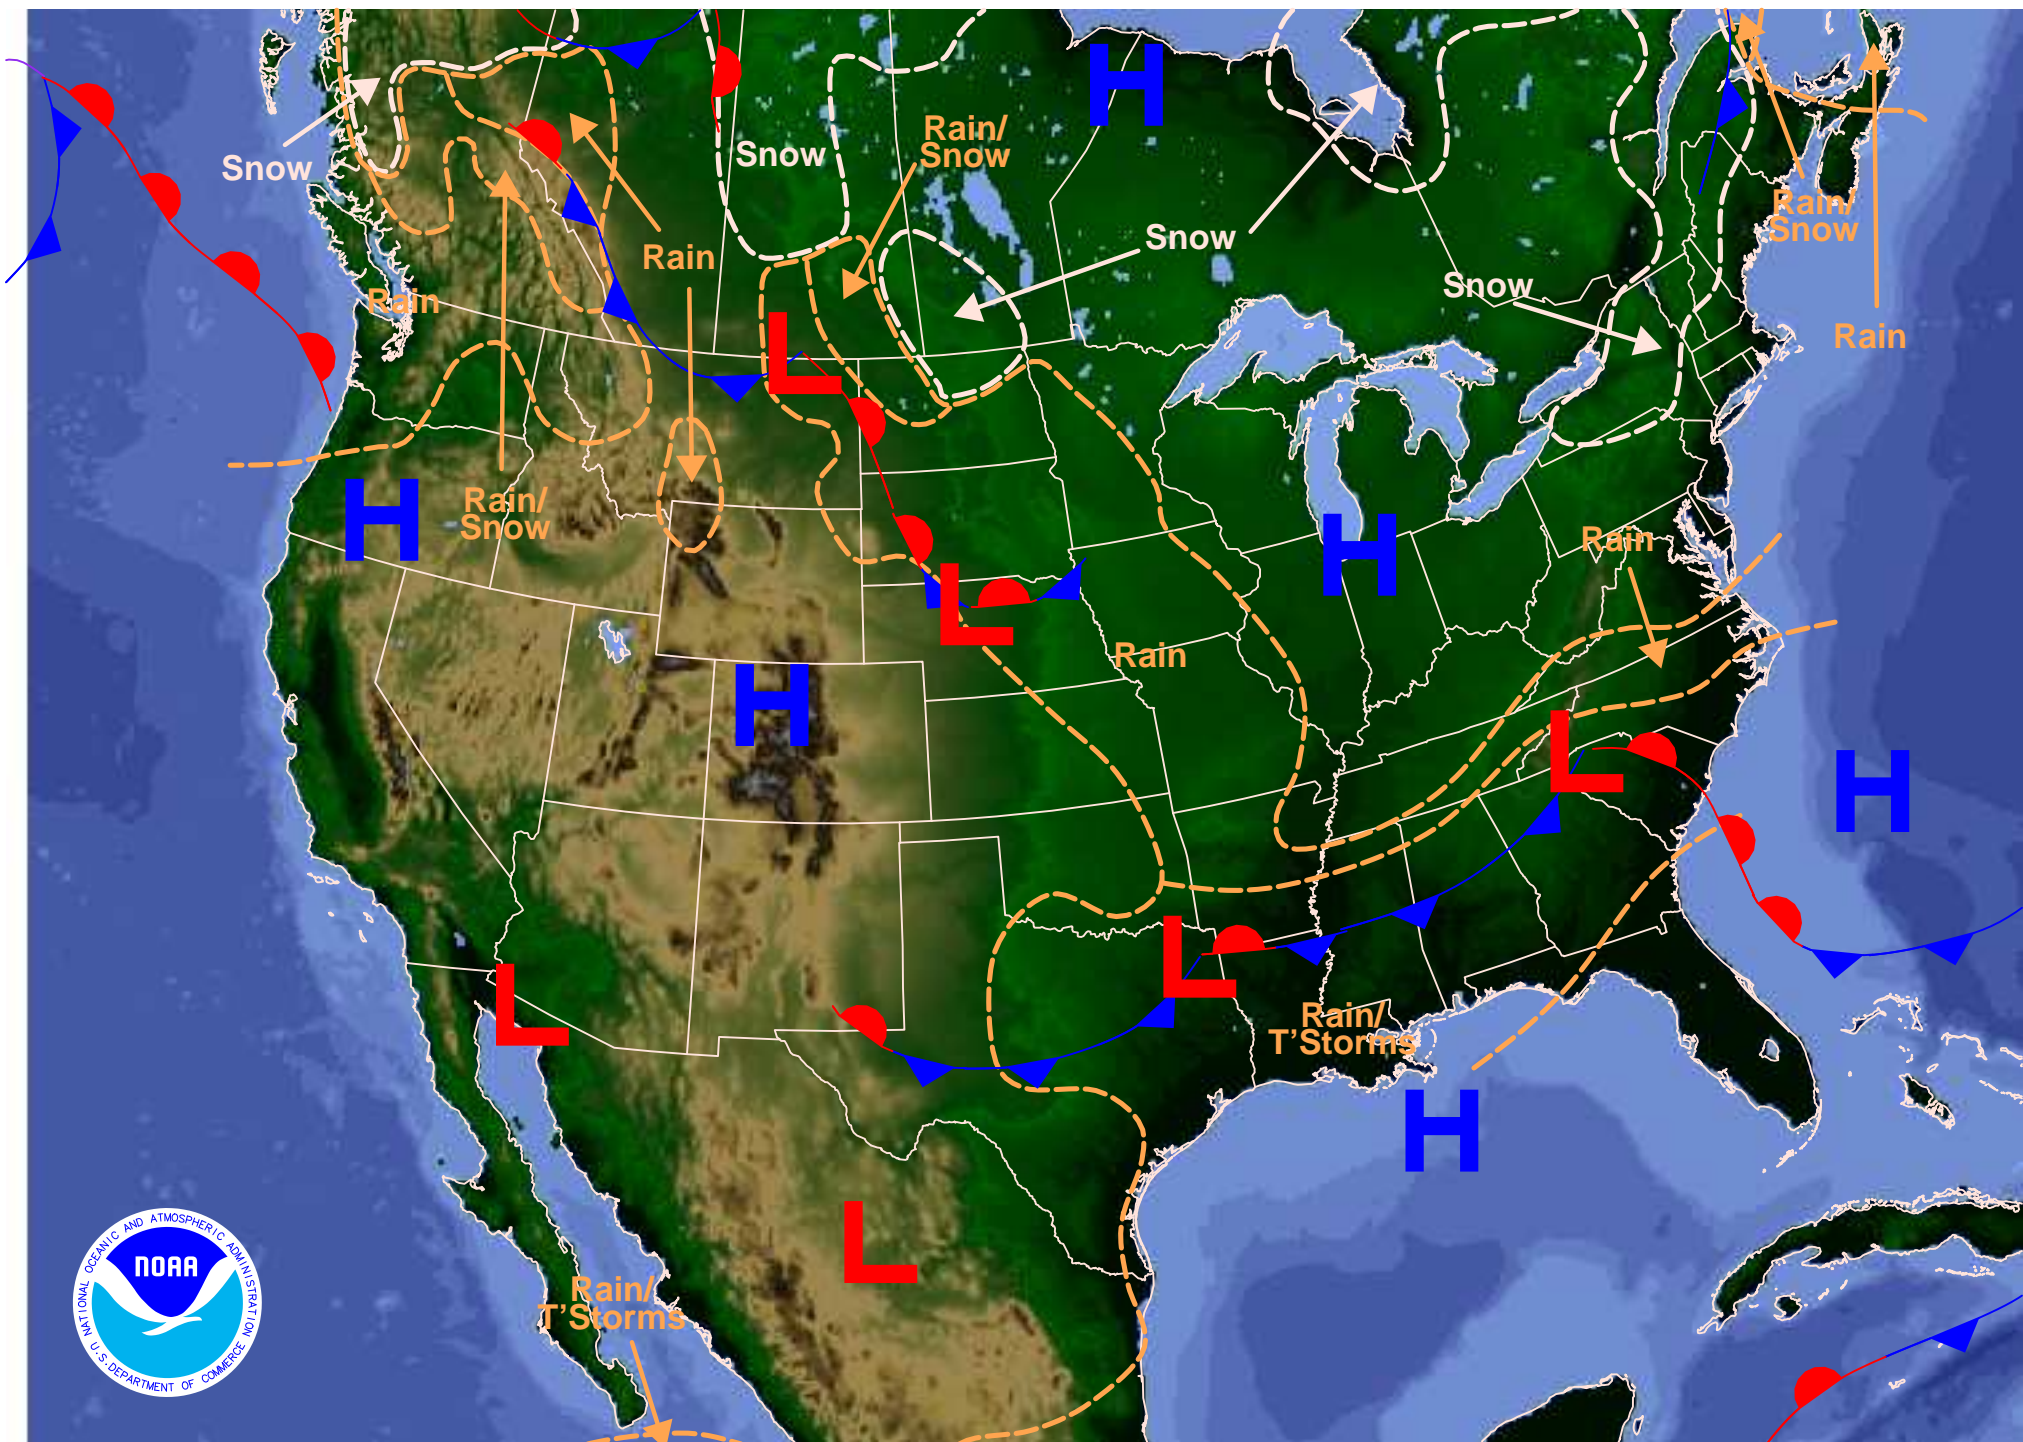 H
Rain/
Snow
Snow
Snow
Rain/
Snow
Snow
Rain
Snow
Rain
L
Rain
H
Rain/
Snow
Rain
H
L
Rain
H
L
H
L
L
Rain/
T'Storms
H
L
NATIONAL OCEANIC AND ATMOSPHERIC ADMINISTRATION
NOAA
U.S. DEPARTMENT OF COMMERCE
Rain/
T'Storms